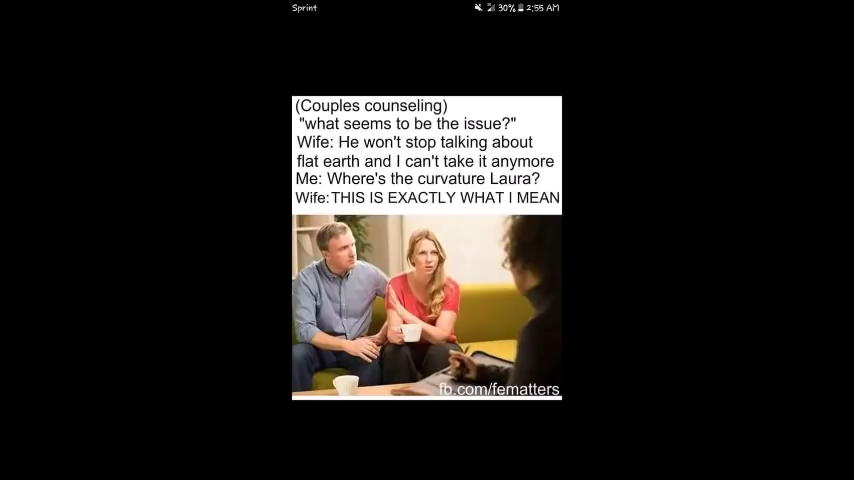 Sprint 30% 2:55 AM
(Couples counseling)
"what seems to be the issue?"
Wife: He won't stop talking about
flat earth and I can't take it anymore
Me: Where's the curvature Laura?
Wife:THIS IS EXACTLY WHAT I MEAN
fb.com/fematters